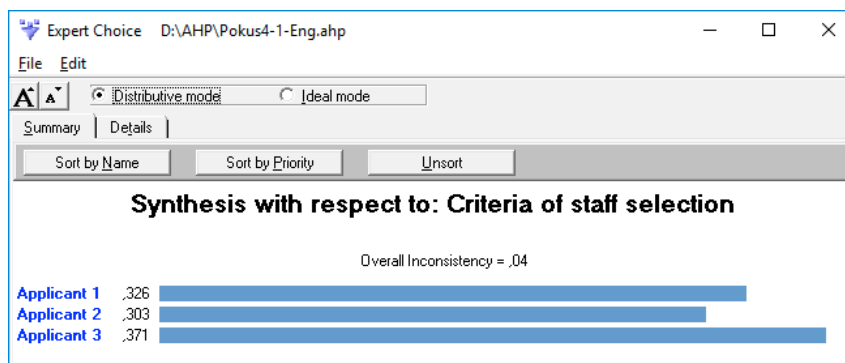 Expert Choice D:\AHP\Pokus4-1-Eng.ahp
File Edit
A A Distributive mode Ideal mode
Summary Details
Sort by Name Sort by Priority Unsort
Synthesis with respect to: Criteria of staff selection
Overall Inconsistency = ,04
Applicant 1 ,326
Applicant 2 ,303
Applicant 3 ,371